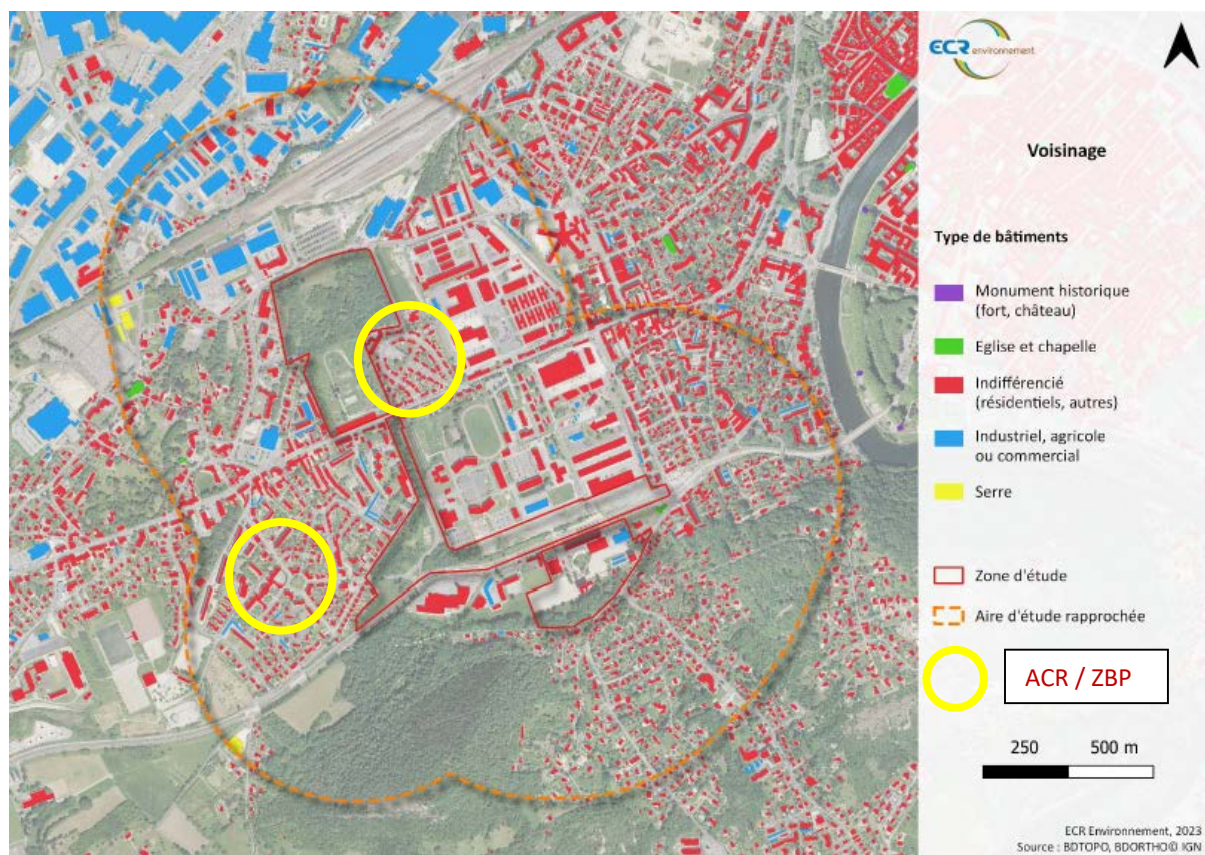 ECR environnement
Voisinage
Type de bâtiments
Monument historique
(fort, château)
Eglise et chapelle
Indifférencié
(résidentiels, autres)
Industriel, agricole
ou commercial
Serre
Zone d'étude
Aire d'étude rapprochée
ACR / ZBP
250 500 m
ECR Environnement, 2023
Source : BDTOPO, BDORTHO© IGN